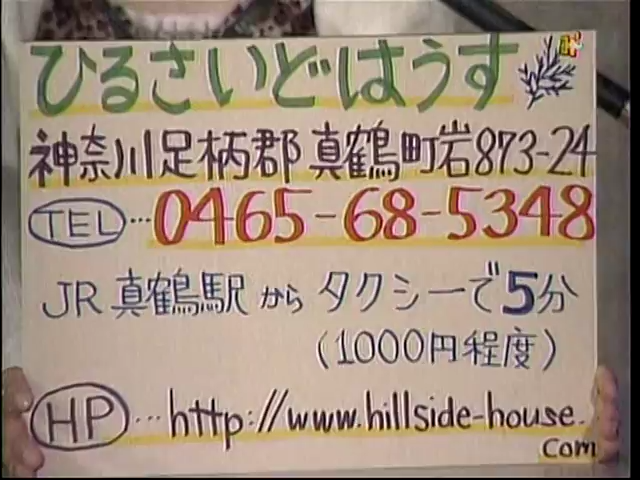 ひるさいどはうす
神奈川足柄郡 真鶴町岩873-24
TEL…0465-68-5348
JR 真鶴駅 から タクシーで5分
(1000円程度)
HP…http://www.hillside-house.
com